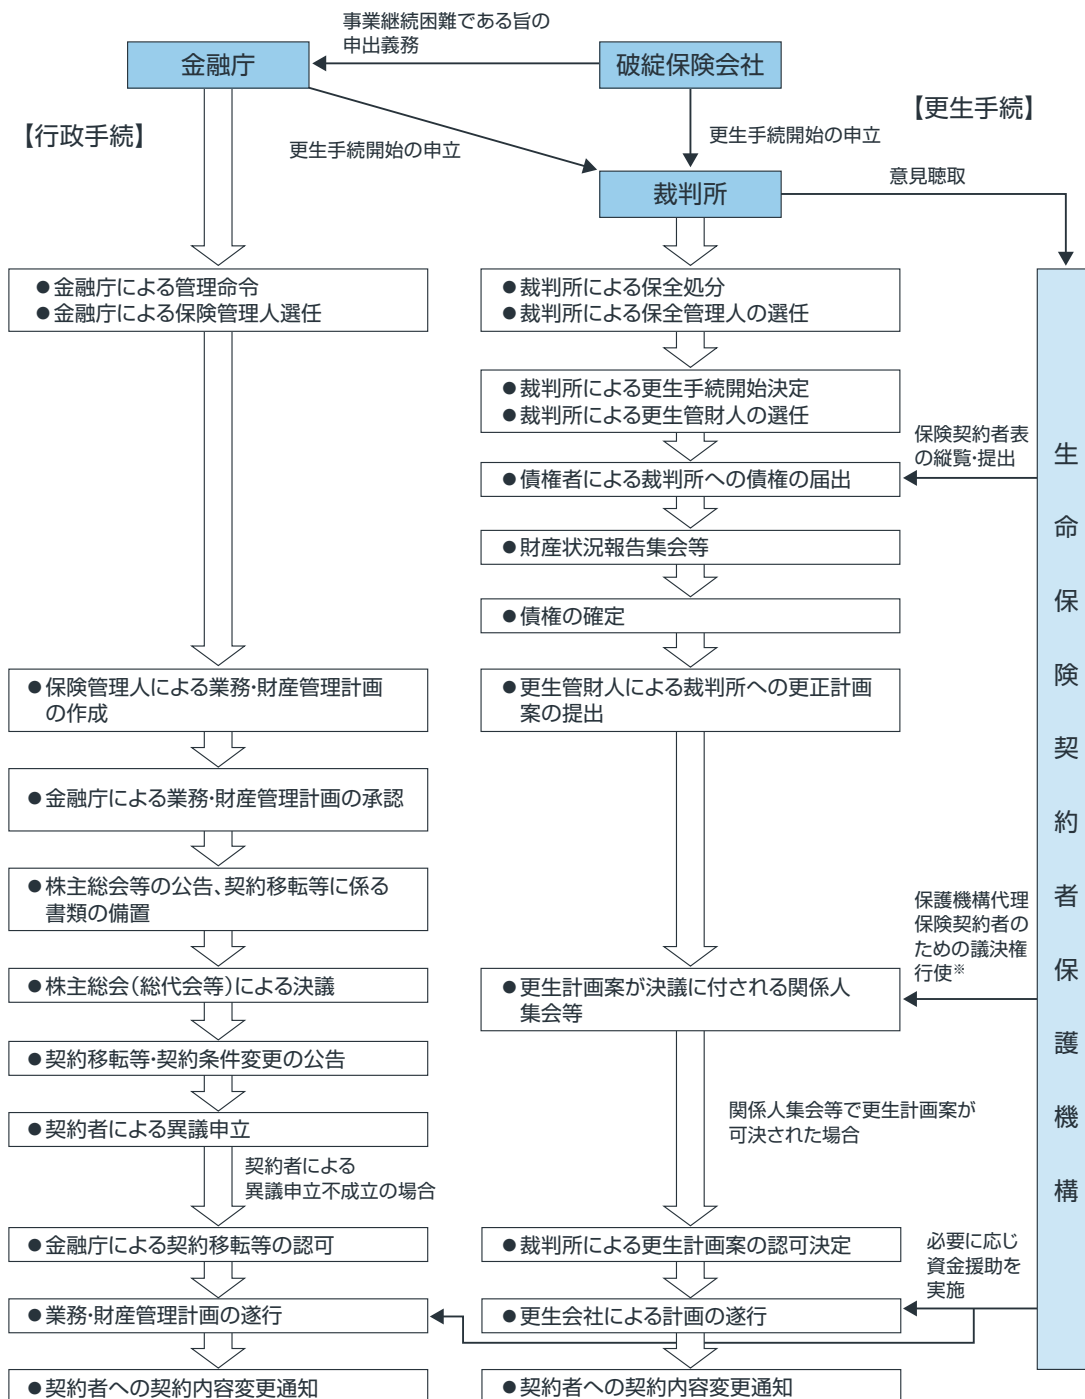 事業継続困難である旨の
申出義務
金融庁
破綻保険会社
【行政手続】
【更生手続】
更生手続開始の申立
更生手続開始の申立
裁判所
意見聴取
●金融庁による管理命令
●金融庁による保険管理人選任
●裁判所による保全処分
●裁判所による保全管理人の選任
●裁判所による更生手続開始決定
●裁判所による更生管財人の選任
保険契約者表
の縦覧・提出
●債権者による裁判所への債権の届出
●財産状況報告集会等
●債権の確定
●保険管理人による業務・財産管理計画
の作成
●更生管財人による裁判所への更正計画
案の提出
●金融庁による業務・財産管理計画の承認
●株主総会等の公告、契約移転等に係る
書類の備置
保護機構代理
保険契約者の
ための議決権
行使※
●株主総会(総代会等)による決議
●更生計画案が決議に付される関係人
集会等
●契約移転等・契約条件変更の公告
●契約者による異議申立
関係人集会等で更生計画案が
可決された場合
契約者による
異議申立不成立の場合
●金融庁による契約移転等の認可
●裁判所による更生計画案の認可決定
必要に応じ
資金援助を
実施
●業務・財産管理計画の遂行
●更生会社による計画の遂行
●契約者への契約内容変更通知
●契約者への契約内容変更通知
生命保険契約者保護機構